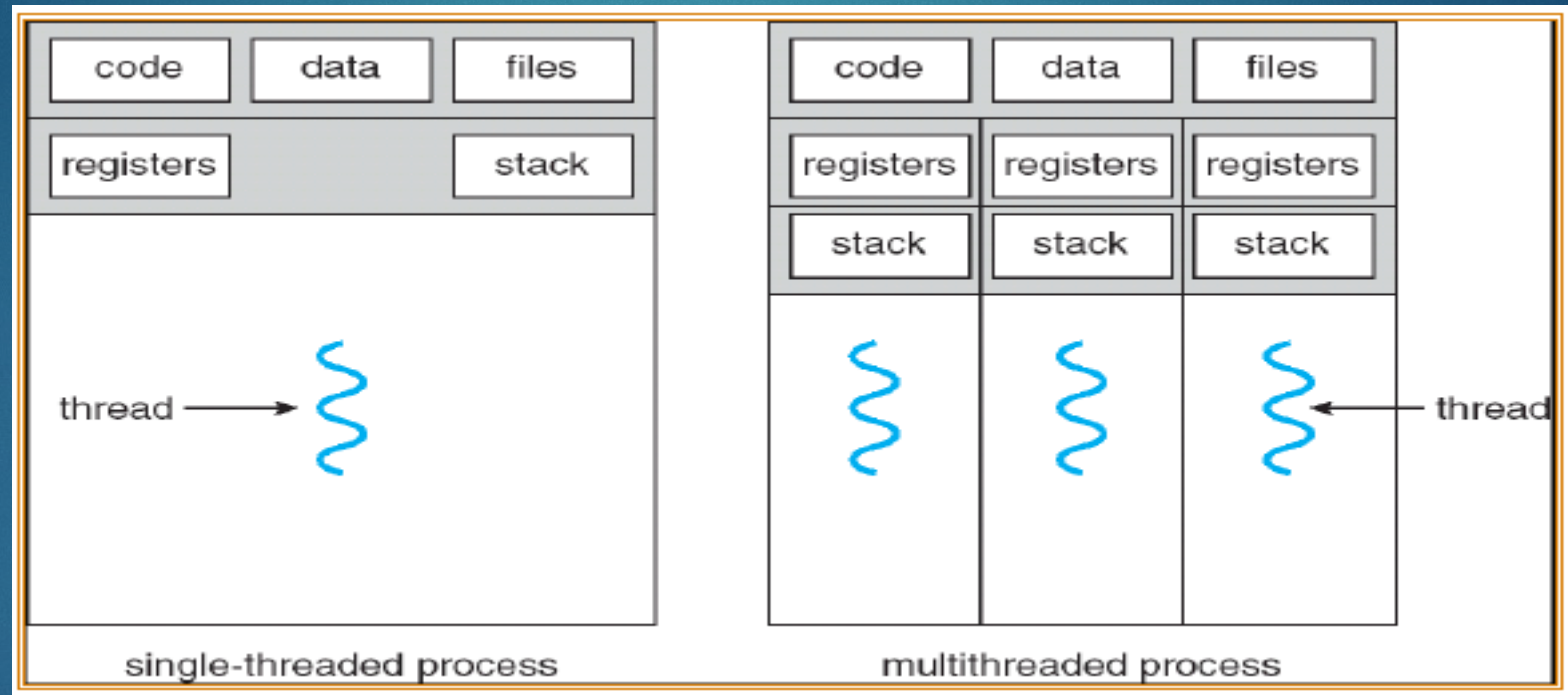 code data files code data files
registers stack registers registers registers
stack stack stack
thread thread
single-threaded process multithreaded process